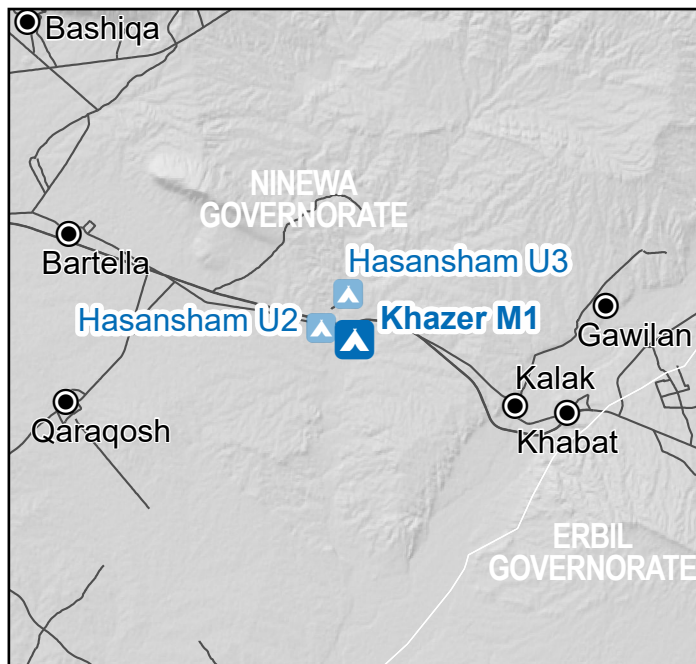 Bashiqa
NINEWA
GOVERNORATE
Bartella
Hasansham U3
Hasansham U2
Khazer M1
Gawilan
Kalak
Qaraqosh
Khabat
ERBIL
GOVERNORATE